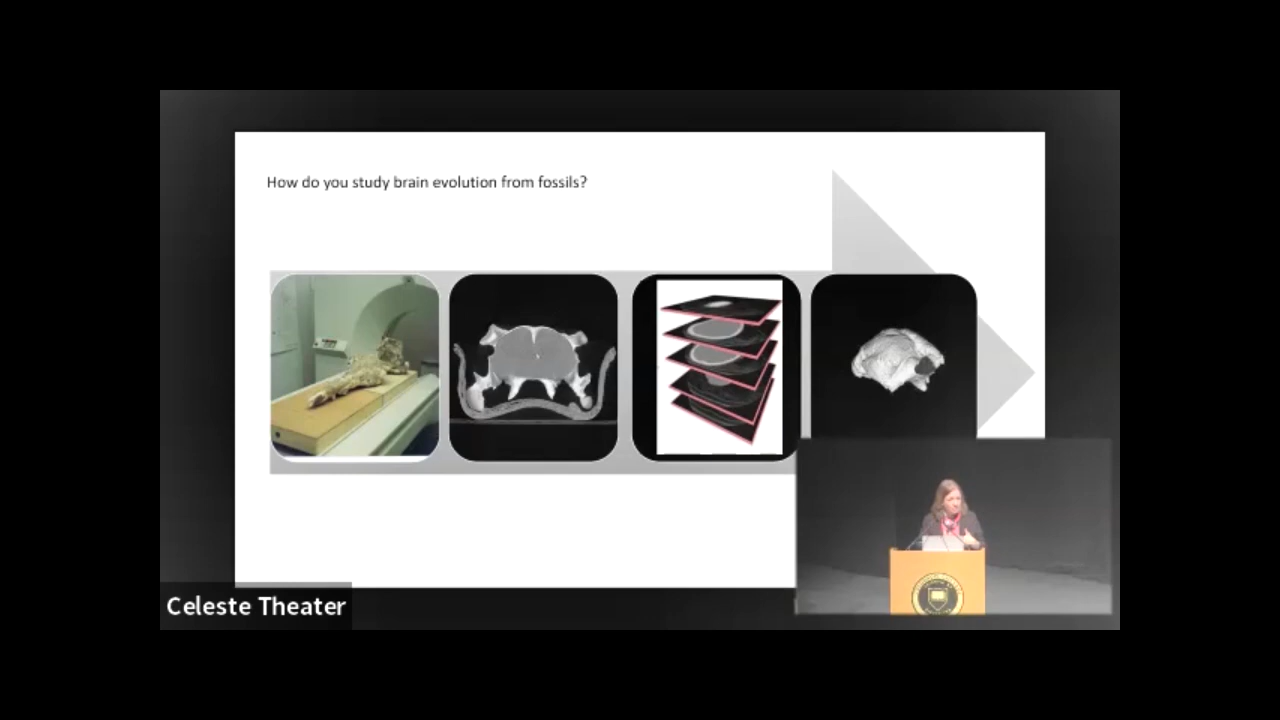 How do you study brain evolution from fossils?
Celeste Theater